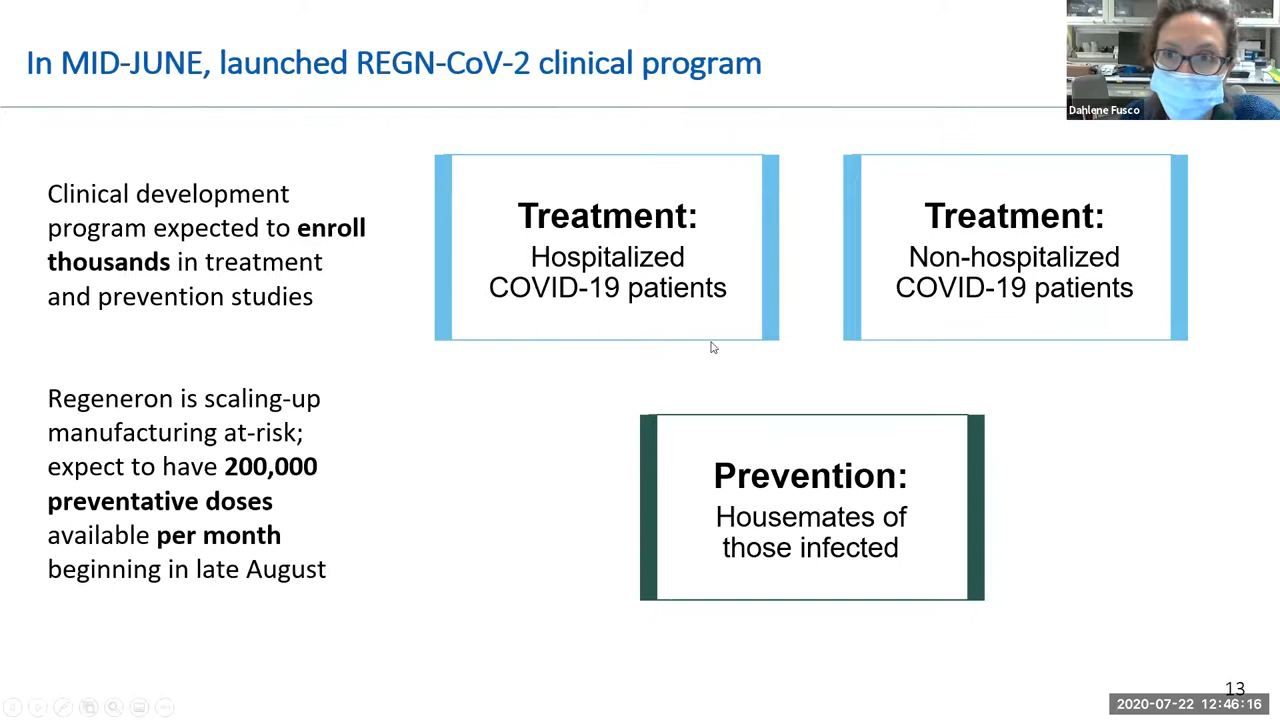 In MID-JUNE, launched REGN-CoV-2 clinical program
Dahlene Fusco
Clinical development
program expected to enroll
thousands in treatment
and prevention studies
Treatment:
Hospitalized
COVID-19 patients
Treatment:
Non-hospitalized
COVID-19 patients
Regeneron is scaling-up
manufacturing at-risk;
expect to have 200,000
preventative doses
available per month
beginning in late August
Prevention:
Housemates of
those infected
13
2020-07-22 12:46:16